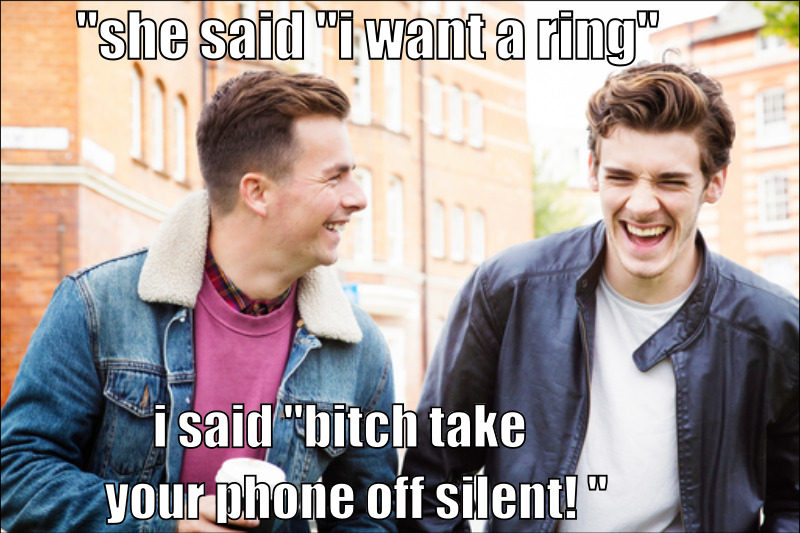 "she said "i want a ring"
i said "bitch take
your phone off silent! "